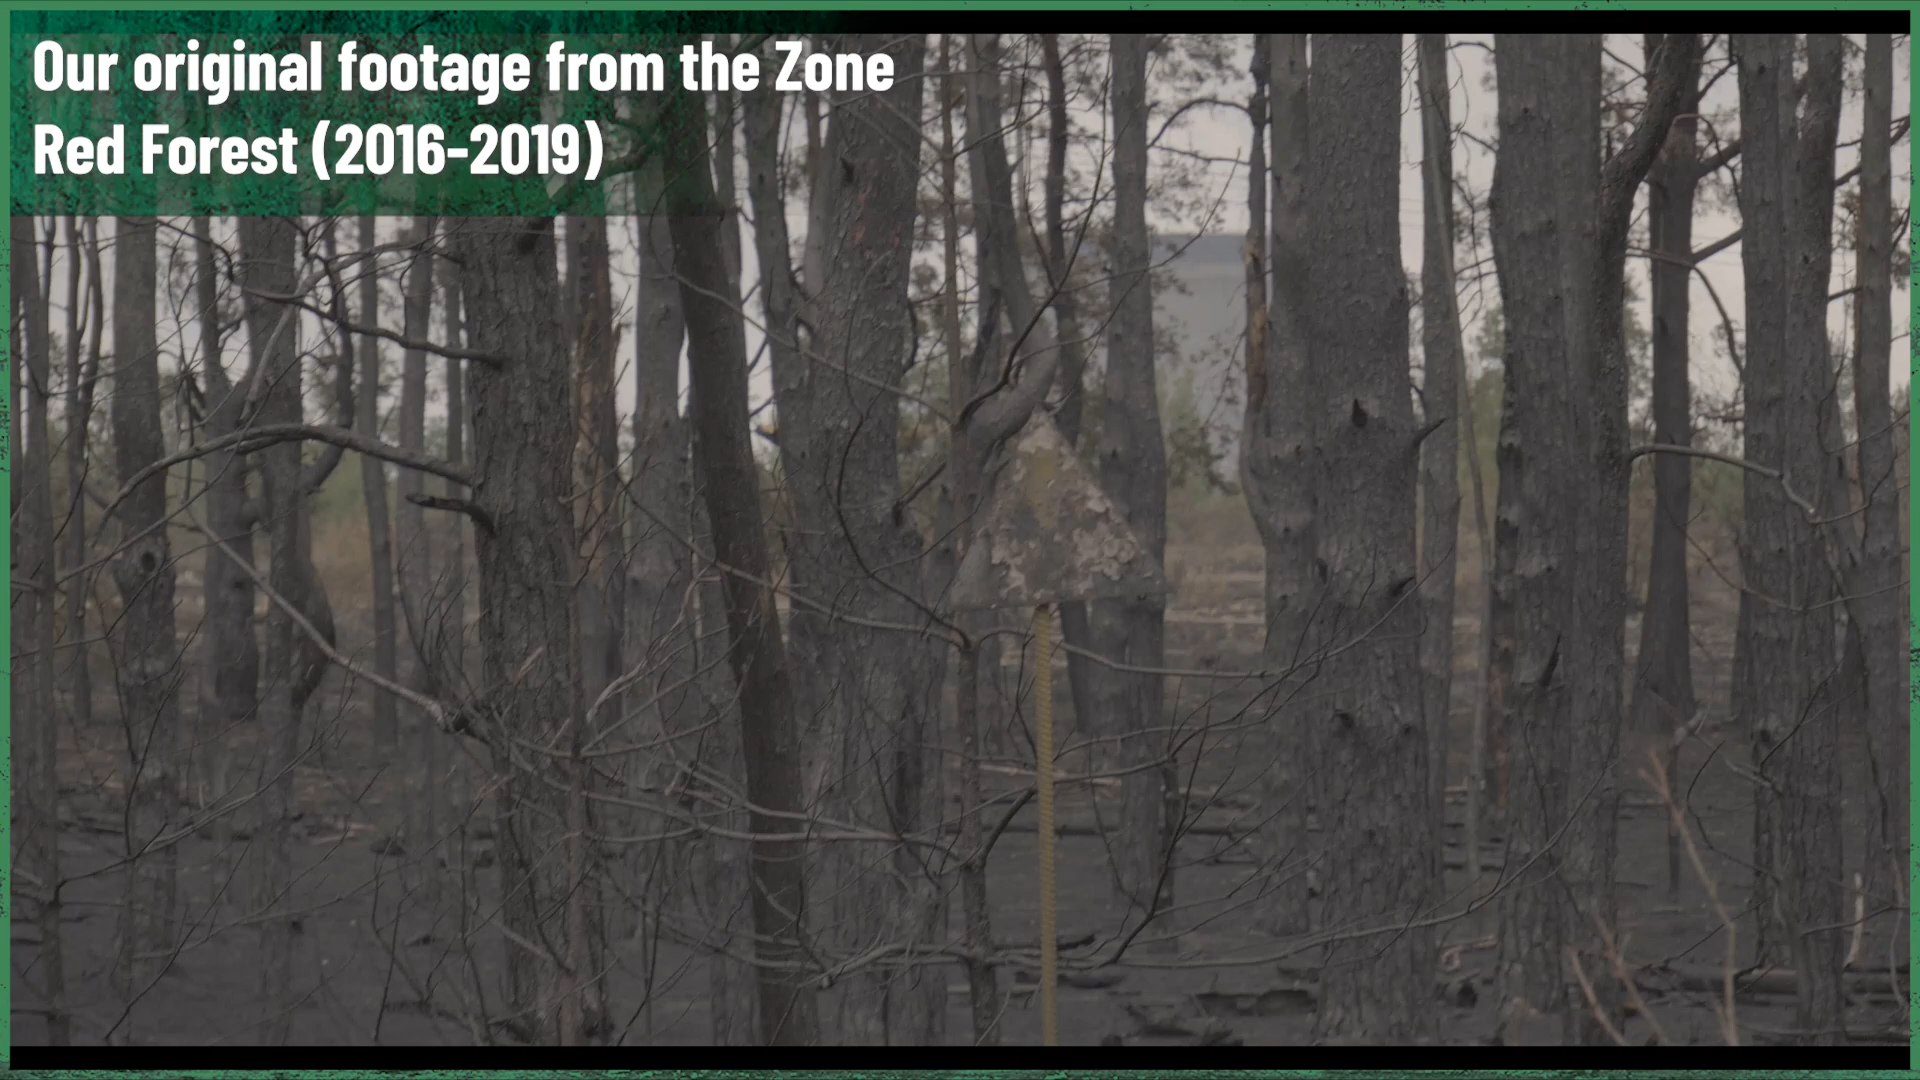 Our original footage from the Zone
Red Forest (2016-2019)